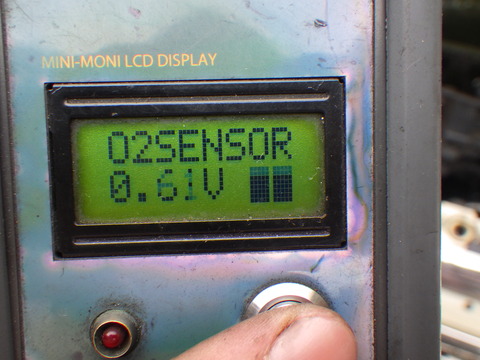 MINI-MONI LCD DISPLAY
O2SENSOR
0.61V